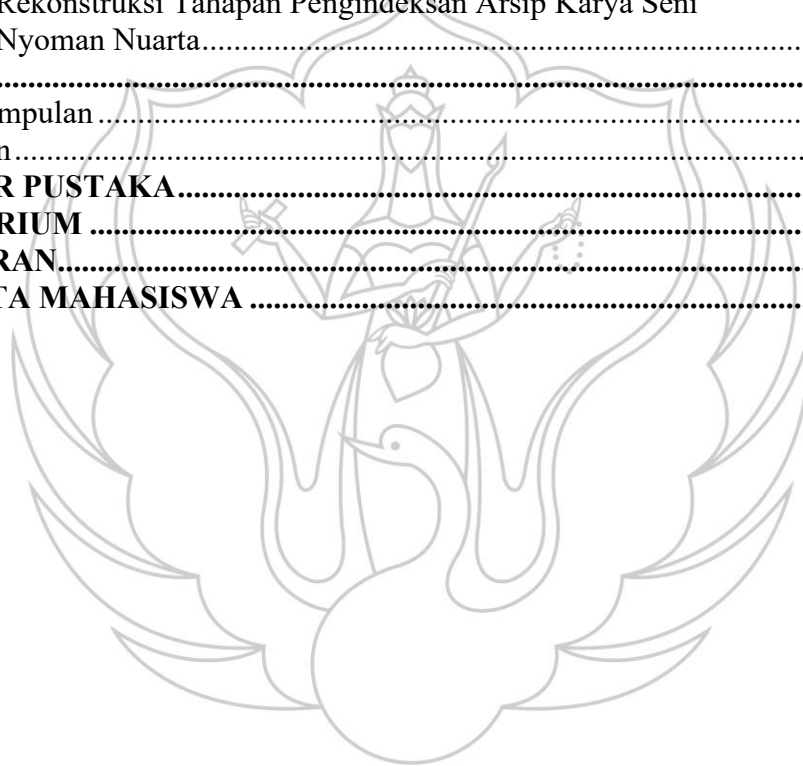 Rekonstruksi Tahapan Pengindeksan Arsip Karya Seni
Nyoman Nuarta..............................................................................
....................................................................................................
mpulan.........................................................................................
n....................................................................................................
R PUSTAKA.................................................................................
RIUM............................................................................................
RAN..............................................................................................
TA MAHASISWA.........................................................................